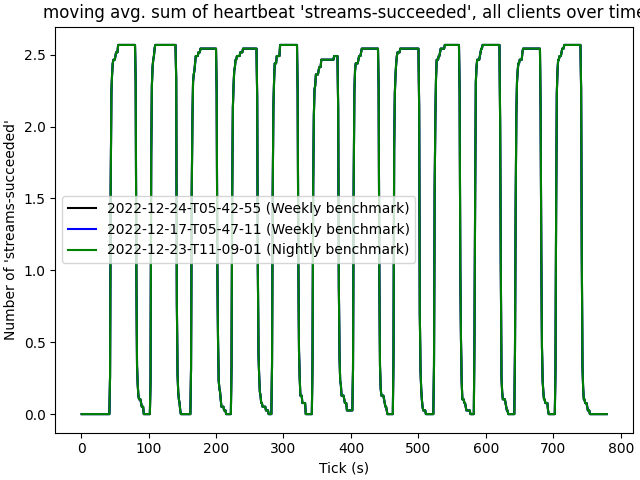 moving avg. sum of heartbeat 'streams-succeeded', all clients over time
Number of 'streams-succeeded'
2.5
2.0
1.5
1.0
0.5
0.0
2022-12-24-T05-42-55 (Weekly benchmark)
2022-12-17-T05-47-11 (Weekly benchmark)
2022-12-23-T11-09-01 (Nightly benchmark)
0 100 200 300 400 500 600 700 800
Tick (s)